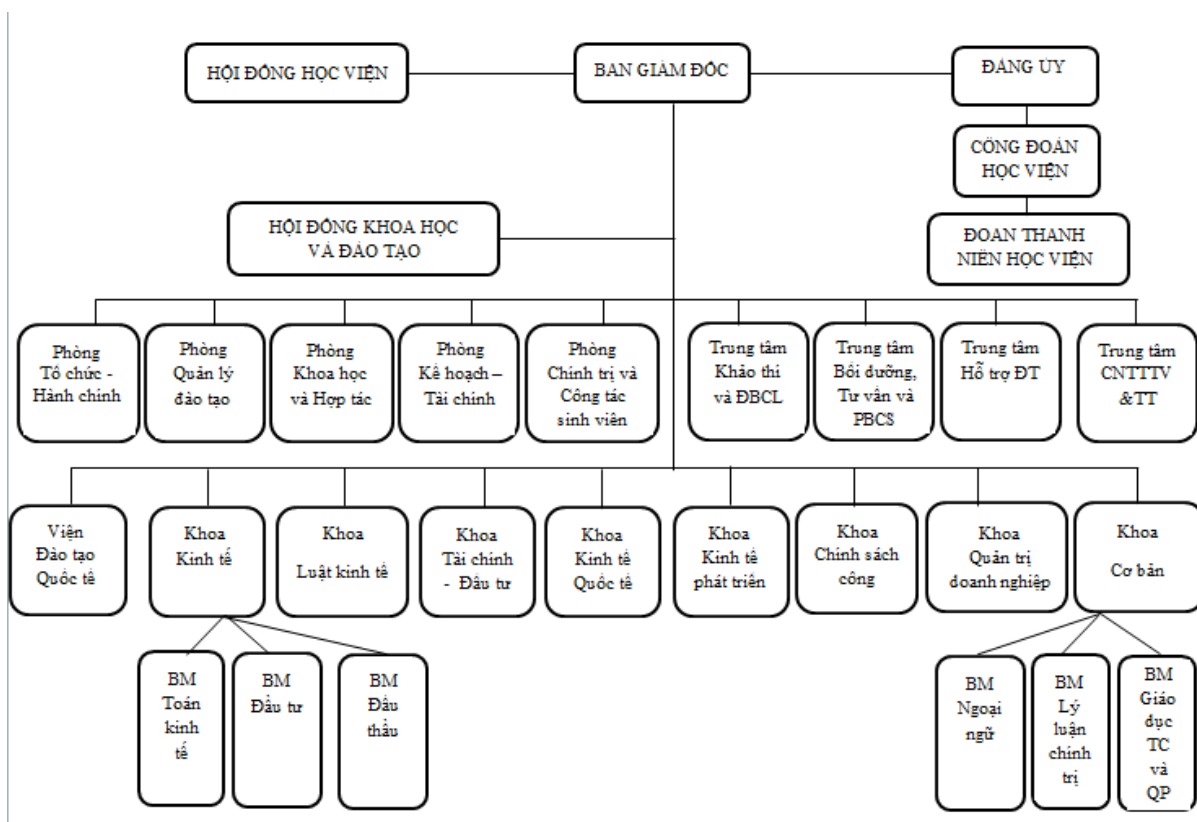 HỘI ĐỒNG HỌC VIỆN
BAN GIÁM ĐỐC
ĐẢNG ỦY
CÔNG ĐOÀN
HỌC VIỆN
HỘI ĐỒNG KHOA HỌC
VÀ ĐÀO TẠO
ĐOAN THANH
NIÊN HỌC VIỆN
Phòng
Tổ chức -
Hành chính
Phòng
Quản lý
đào tạo
Phòng
Khoa học
và Hợp tác
Phòng
Kế hoạch –
Tài chính
Phòng
Chính trị và
Công tác
sinh viên
Trung tâm
Khảo thí
và ĐBCL
Trung tâm
Bồi dưỡng,
Tư vấn và
PBCS
Trung tâm
Hỗ trợ ĐT
Trung tâm
CNTTTV
&TT
Viện
Đào tạo
Quốc tế
Khoa
Kinh tế
Khoa
Luật kinh tế
Khoa
Tài chính
- Đầu tư
Khoa
Kinh tế
Quốc tế
Khoa
Kinh tế
phát triển
Khoa
Chính sách
công
Khoa
Quản trị
doanh nghiệp
Khoa
Cơ bản
BM
Toán
kinh
tế
BM
Đầu tư
BM
Đấu
thầu
BM
Ngoại
ngữ
BM
Lý
luận
chính
trị
BM
Giáo
dục
TC
và
QP